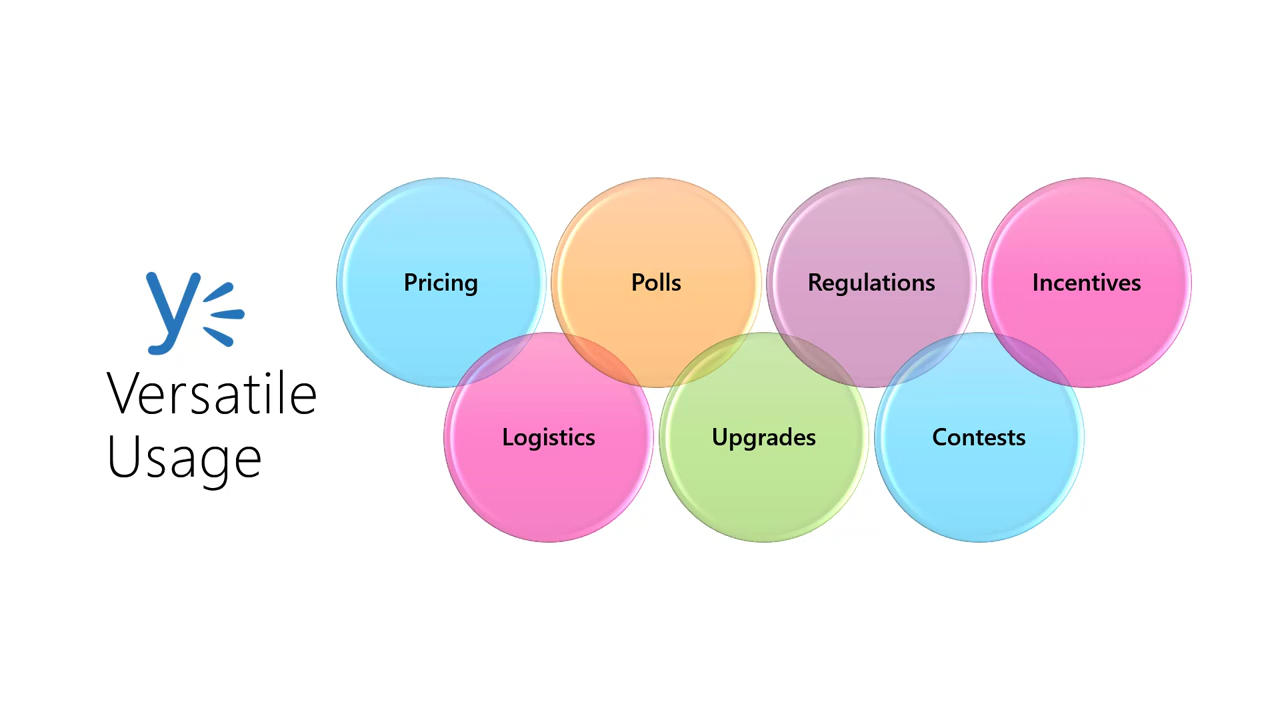 Versatile
Usage
Pricing
Polls
Regulations
Incentives
Logistics
Upgrades
Contests